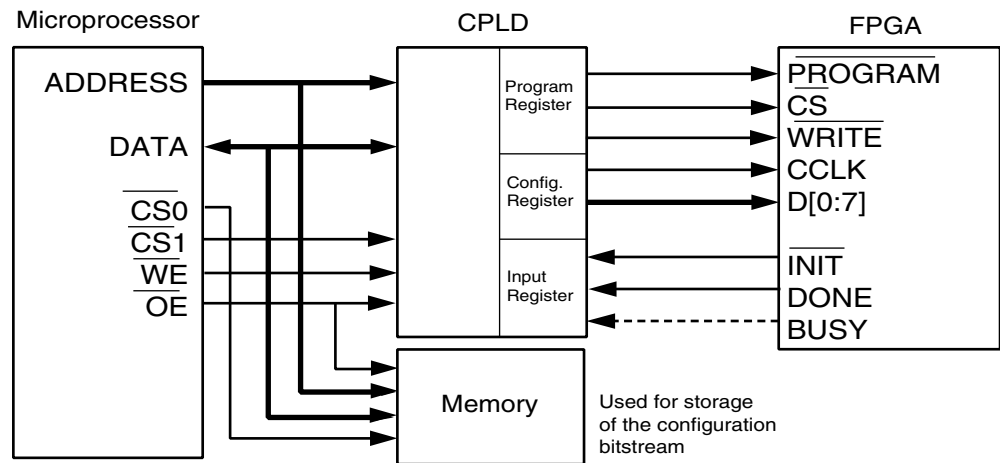 Microprocessor
CPLD
FPGA
ADDRESS
DATA
CS0
CS1
WE
OE
Program
Register
Config.
Register
Input
Register
PROGRAM
CS
WRITE
CCLK
D[0:7]
INIT
DONE
BUSY
Memory
Used for storage
of the configuration
bitstream